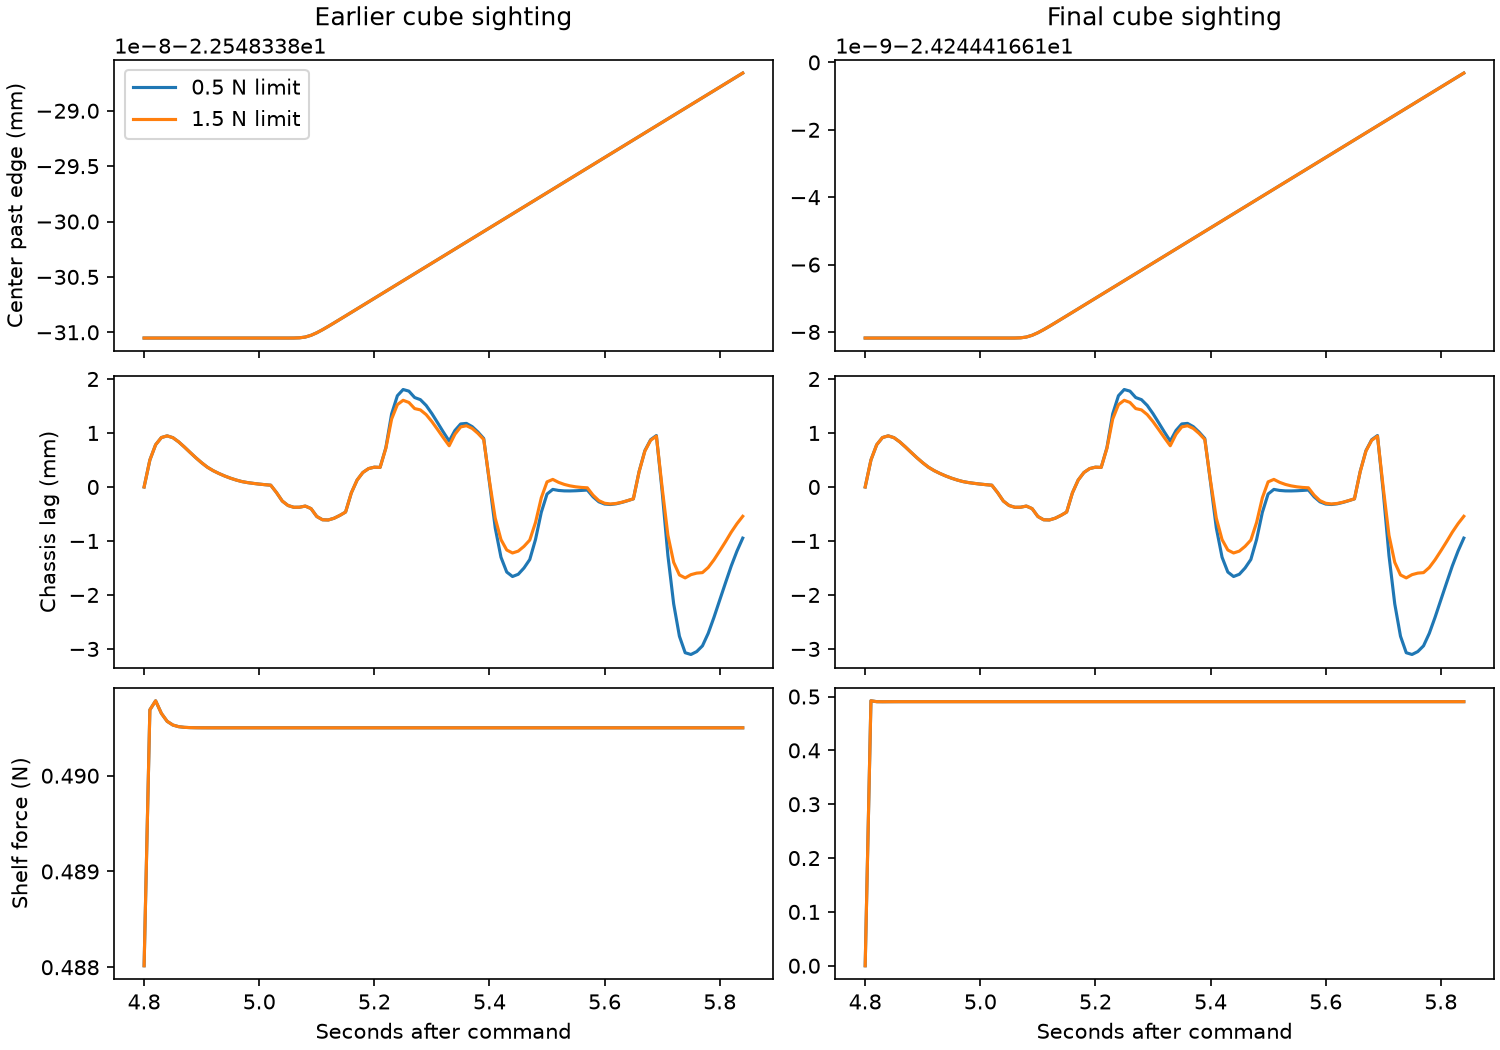 Earlier cube sighting
Final cube sighting
1e−8−2.2548338e1
1e−9−2.424441661e1
0.5 N limit
1.5 N limit
Center past edge (mm)
−29.0
−29.5
−30.0
−30.5
−31.0
0
−2
−4
−6
−8
Chassis lag (mm)
2
1
0
−1
−2
−3
2
1
0
−1
−2
−3
Shelf force (N)
0.490
0.489
0.488
0.5
0.4
0.3
0.2
0.1
0.0
4.8 5.0 5.2 5.4 5.6 5.8
4.8 5.0 5.2 5.4 5.6 5.8
Seconds after command
Seconds after command